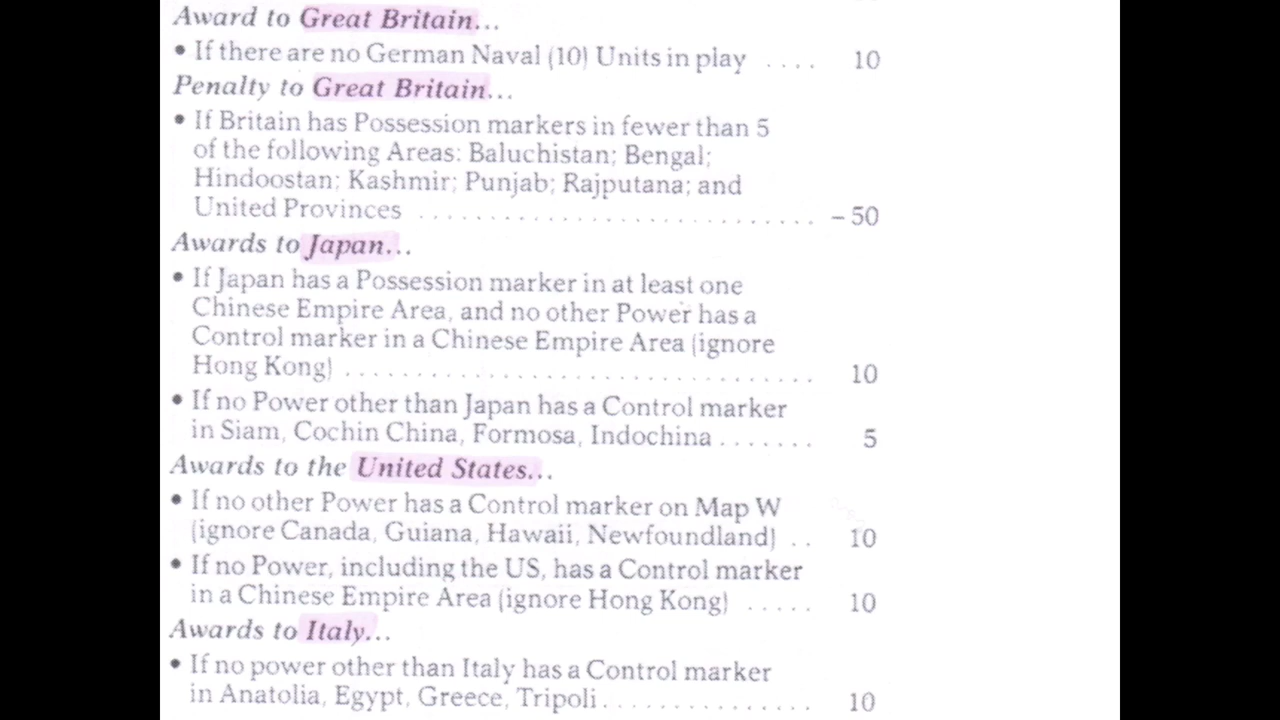 Award to Great Britain...
• If there are no German Naval (10) Units in play .... 10
Penalty to Great Britain...
• If Britain has Possession markers in fewer than 5
of the following Areas: Baluchistan; Bengal;
Hindoostan; Kashmir; Punjab; Rajputana; and
United Provinces ............................. – 50
Awards to Japan...
• If Japan has a Possession marker in at least one
Chinese Empire Area, and no other Power has a
Control marker in a Chinese Empire Area (ignore
Hong Kong) ................................. 10
• If no Power other than Japan has a Control marker
in Siam, Cochin China, Formosa, Indochina ....... 5
Awards to the United States...
• If no other Power has a Control marker on Map W
(ignore Canada, Guiana, Hawaii, Newfoundland) .. 10
• If no Power, including the US, has a Control marker
in a Chinese Empire Area (ignore Hong Kong) ..... 10
Awards to Italy...
• If no power other than Italy has a Control marker
in Anatolia, Egypt, Greece, Tripoli ............... 10